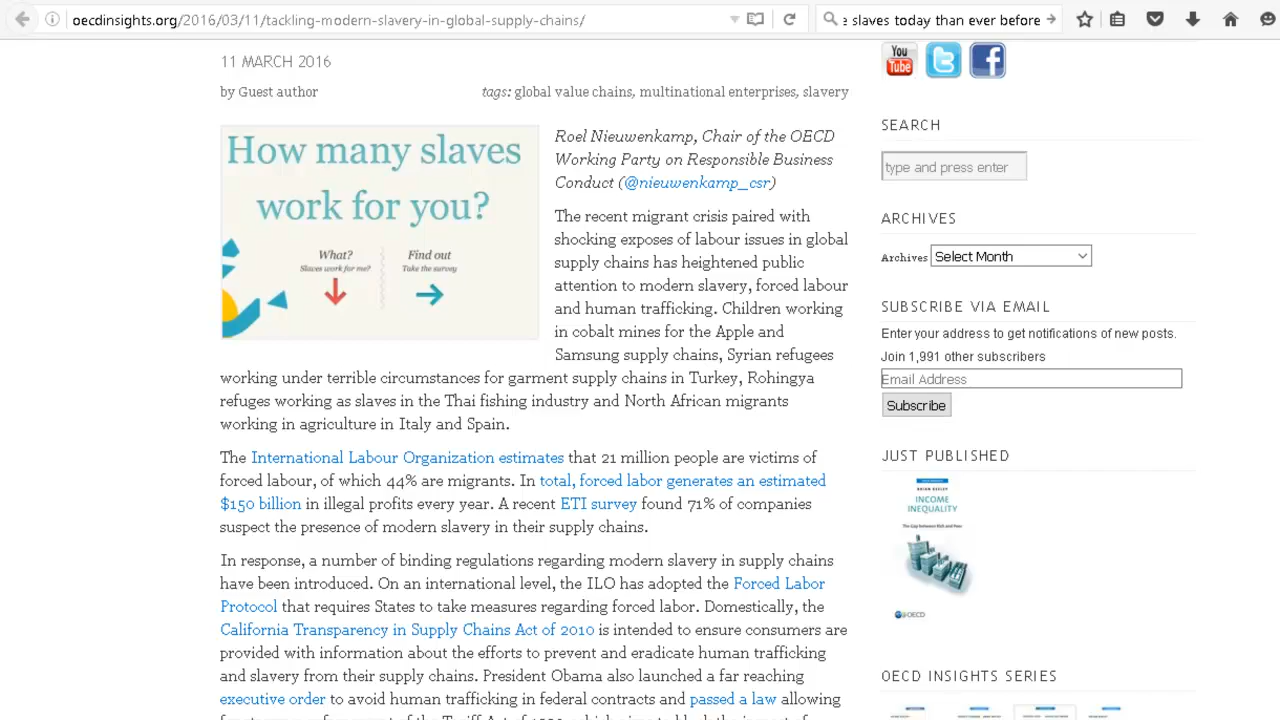 oecdinsights.org/2016/03/11/tackling-modern-slavery-in-global-supply-chains/
slaves today than ever before
11 MARCH 2016
by Guest author
tags: global value chains, multinational enterprises, slavery
How many slaves
work for you?
What?
Slaves work for me?
Find out
Take the survey
Roel Nieuwenkamp, Chair of the OECD
Working Party on Responsible Business
Conduct (@nieuwenkamp_csr)
The recent migrant crisis paired with
shocking exposes of labour issues in global
supply chains has heightened public
attention to modern slavery, forced labour
and human trafficking. Children working
in cobalt mines for the Apple and
Samsung supply chains, Syrian refugees
working under terrible circumstances for garment supply chains in Turkey, Rohingya
refuges working as slaves in the Thai fishing industry and North African migrants
working in agriculture in Italy and Spain.
The International Labour Organization estimates that 21 million people are victims of
forced labour, of which 44% are migrants. In total, forced labor generates an estimated
$150 billion in illegal profits every year. Arecent ETI survey found 71% of companies
suspect the presence of modern slavery in their supply chains.
In response, a number of binding regulations regarding modern slavery in supply chains
have been introduced. On an international level, the ILO has adopted the Forced Labor
Protocol that requires States to take measures regarding forced labor. Domestically, the
California Transparency in Supply Chains Act of 2010 is intended to ensure consumers are
provided with information about the efforts to prevent and eradicate human trafficking
and slavery from their supply chains. President Obama also launched a far reaching
executive order to avoid human trafficking in federal contracts and passed a law allowing
You
Tube
SEARCH
type and press enter
ARCHIVES
Archives Select Month
SUBSCRIBE VIA EMAIL
Enter your address to get notifications of new posts.
Join 1,991 other subscribers
Email Address
Subscribe
JUST PUBLISHED
INCOME
INEQUALITY
The Gap between Rich and Poor
OECD
OECD INSIGHTS SERIES